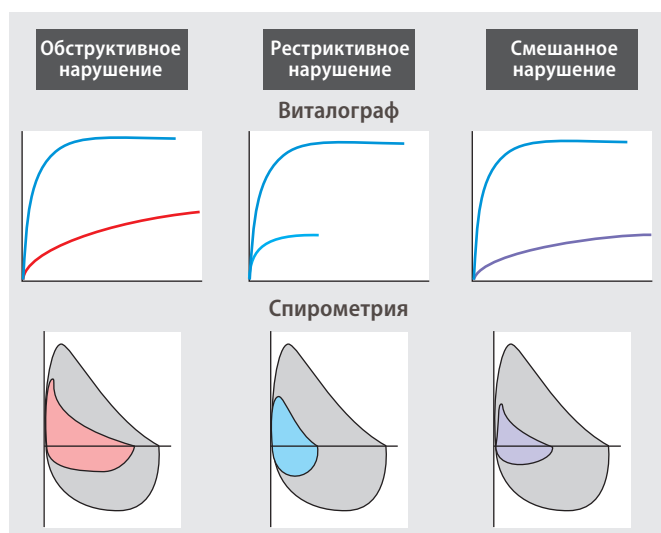 Обструктивное
нарушение
Рестриктивное
нарушение
Смешанное
нарушение
Виталограф
Спирометрия